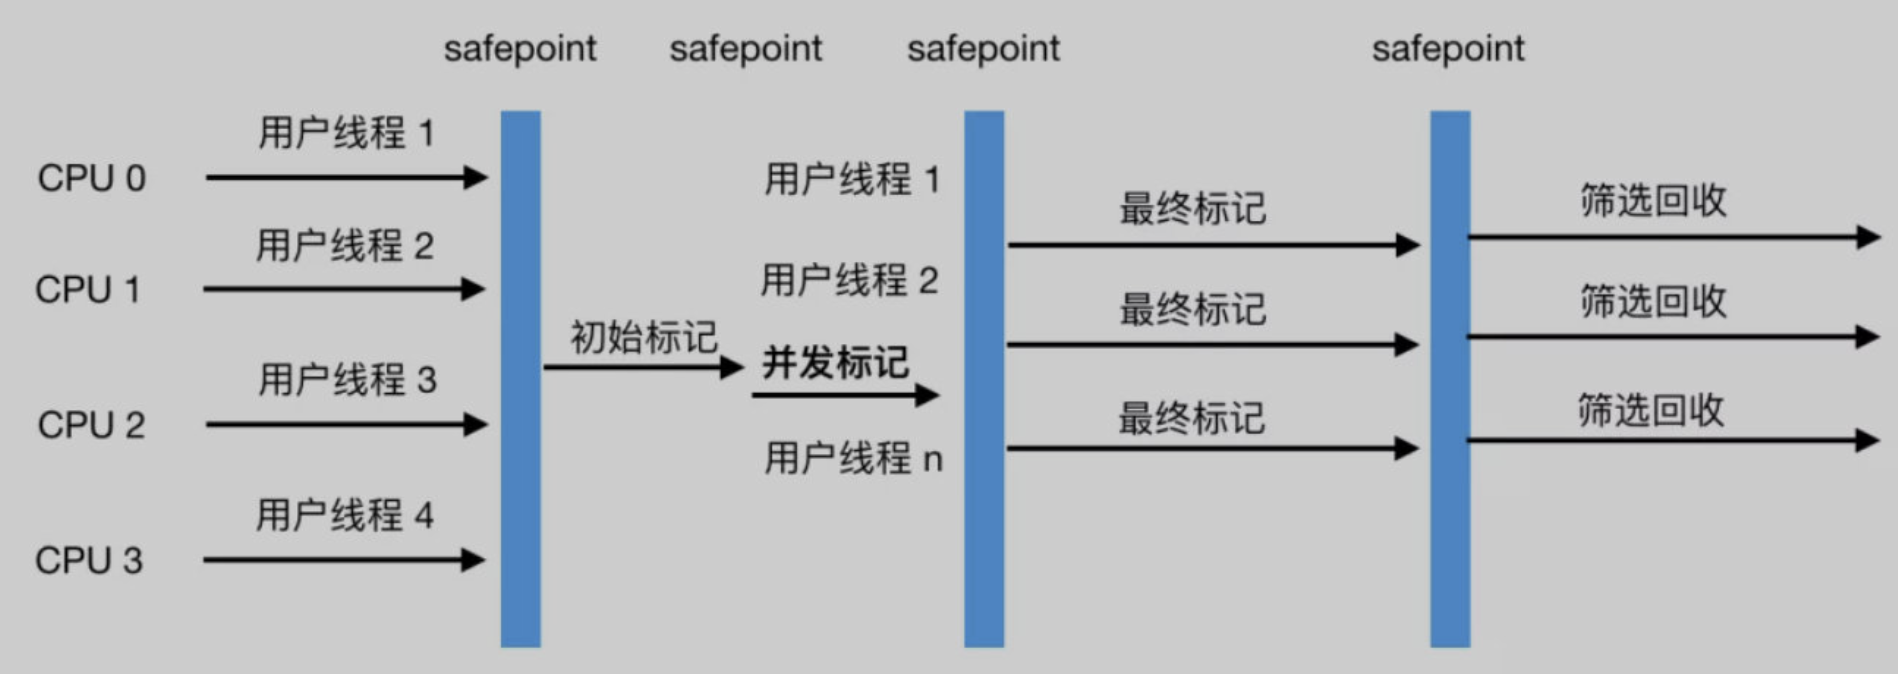 safepoint safepoint safepoint safepoint
用户线程 1
CPU 0
用户线程 2
CPU 1
用户线程 3
CPU 2
用户线程 4
CPU 3
初始标记
用户线程 1
用户线程 2
并发标记
用户线程 n
最终标记
最终标记
最终标记
筛选回收
筛选回收
筛选回收